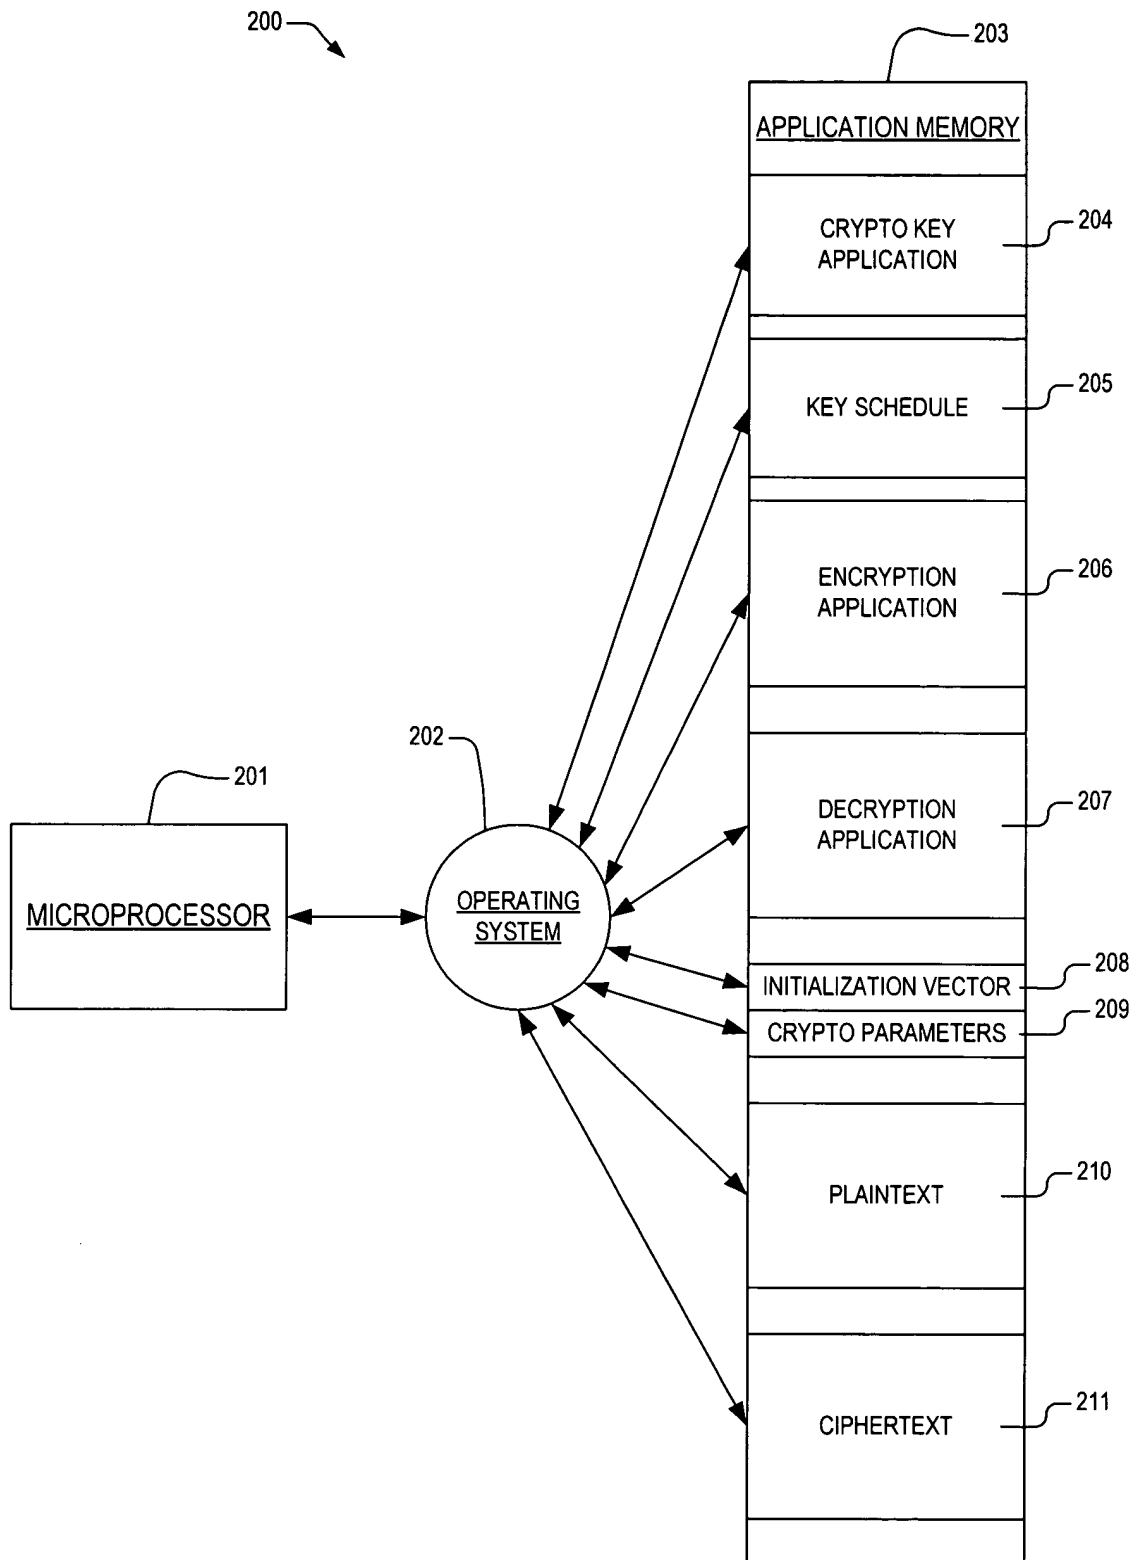 200
203
APPLICATION MEMORY
CRYPTO KEY
APPLICATION
204
KEY SCHEDULE
205
ENCRYPTION
APPLICATION
206
202
201
DECRYPTION
APPLICATION
207
MICROPROCESSOR
OPERATING
SYSTEM
208
INITIALIZATION VECTOR
209
CRYPTO PARAMETERS
PLAINTEXT
210
CIPHERTEXT
211